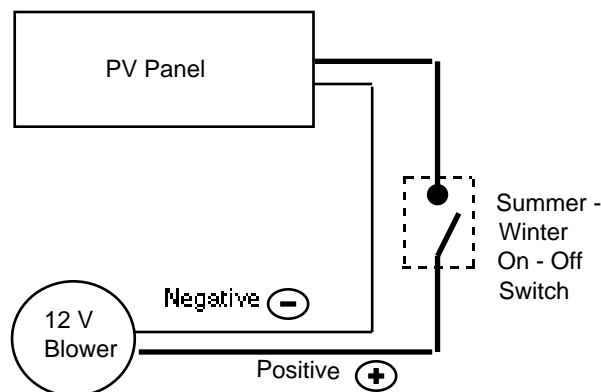 PV Panel
Summer -
Winter
On - Off
Switch
Negative −
12 V
Blower
Positive +